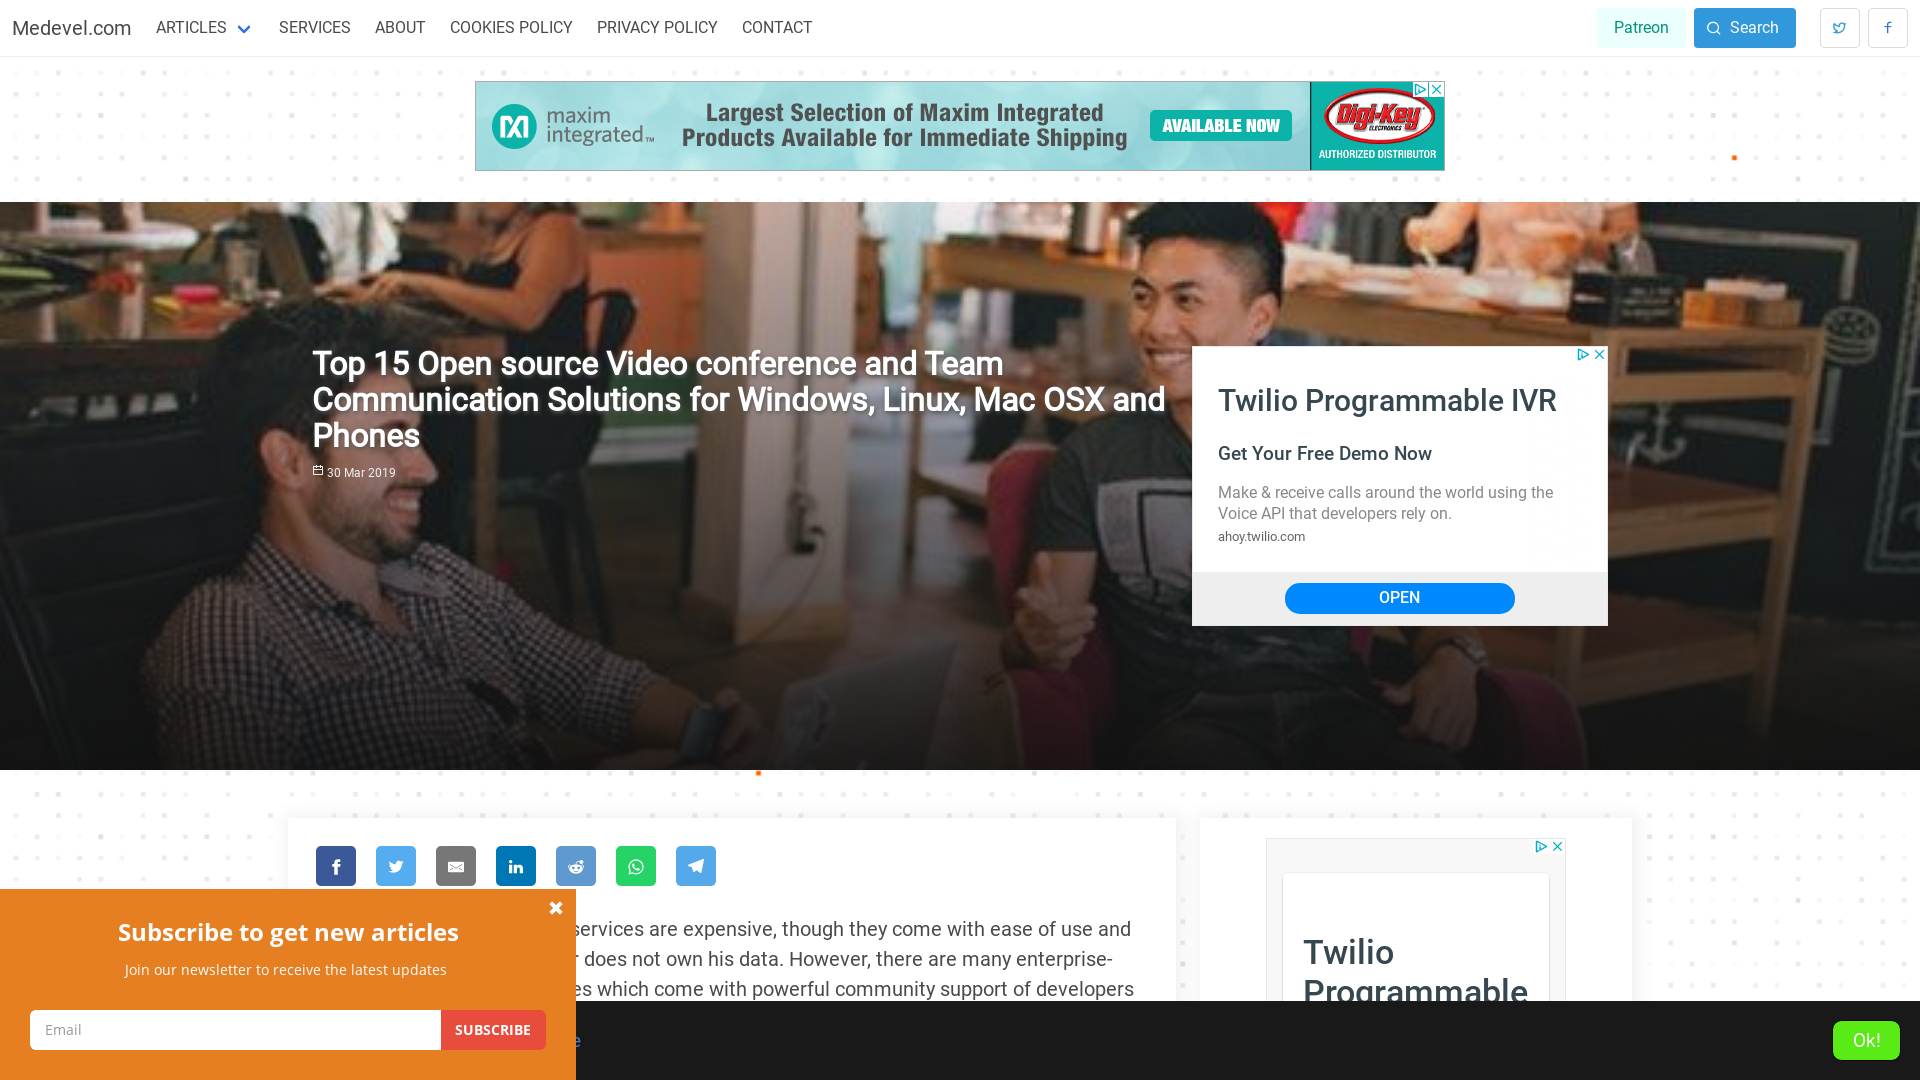 Medevel.com
ARTICLES
SERVICES
ABOUT
COOKIES POLICY
PRIVACY POLICY
CONTACT
Patreon
Search
maxim
integrated™
Largest Selection of Maxim Integrated
Products Available for Immediate Shipping
AVAILABLE NOW
Digi-Key
ELECTRONICS
AUTHORIZED DISTRIBUTOR
Top 15 Open source Video conference and Team
Communication Solutions for Windows, Linux, Mac OSX and
Phones
30 Mar 2019
Twilio Programmable IVR
Get Your Free Demo Now
Make & receive calls around the world using the
Voice API that developers rely on.
ahoy.twilio.com
OPEN
services are expensive, though they come with ease of use and
does not own his data. However, there are many enterprise-
which come with powerful community support of developers
Twilio
Programmable
Subscribe to get new articles
Join our newsletter to receive the latest updates
Email
SUBSCRIBE
Ok!